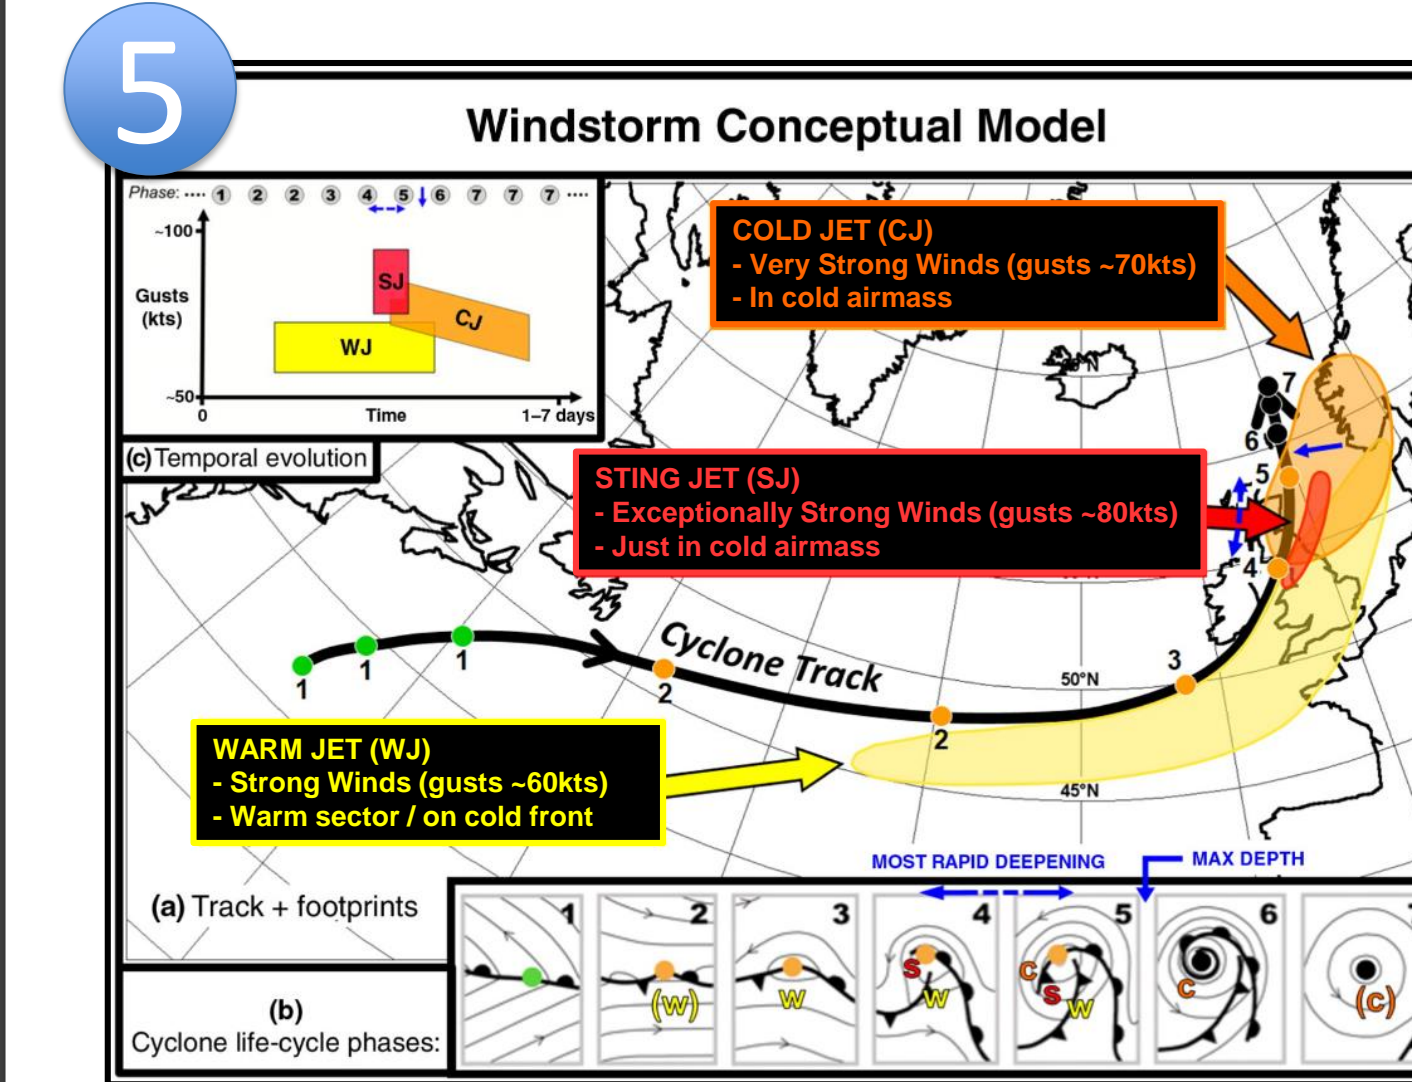 5
Windstorm Conceptual Model
Phase: .... 1 2 2 3 4 5 6 7 7 7 ....
~100
Gusts
(kts)
SJ
CJ
WJ
~50
0
Time
1–7 days
(c) Temporal evolution
COLD JET (CJ)
- Very Strong Winds (gusts ~70kts)
- In cold airmass
STING JET (SJ)
- Exceptionally Strong Winds (gusts ~80kts)
- Just in cold airmass
7
6
5
4
3
2
2
1
1
1
Cyclone Track
50°N
45°N
WARM JET (WJ)
- Strong Winds (gusts ~60kts)
- Warm sector / on cold front
MOST RAPID DEEPENING
MAX DEPTH
(a) Track + footprints
(b)
Cyclone life-cycle phases:
1
2
(w)
3
w
4
s
w
5
c
s
w
6
c
(c)